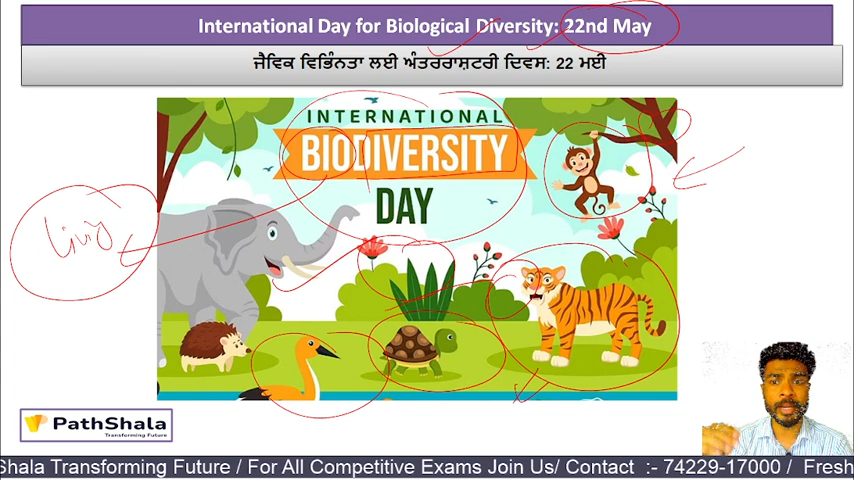 International Day for Biological Diversity: 22nd May
ਜੈਵਿਕ ਵਿਭਿੰਨਤਾ ਲਈ ਅੰਤਰਰਾਸ਼ਟਰੀ ਦਿਵਸ: 22 ਮਈ
INTERNATIONAL
BIODIVERSITY
DAY
PathShala
Transforming Future
Shala Transforming Future / For All Competitive Exams Join Us/ Contact :- 74229-17000 / Fresh